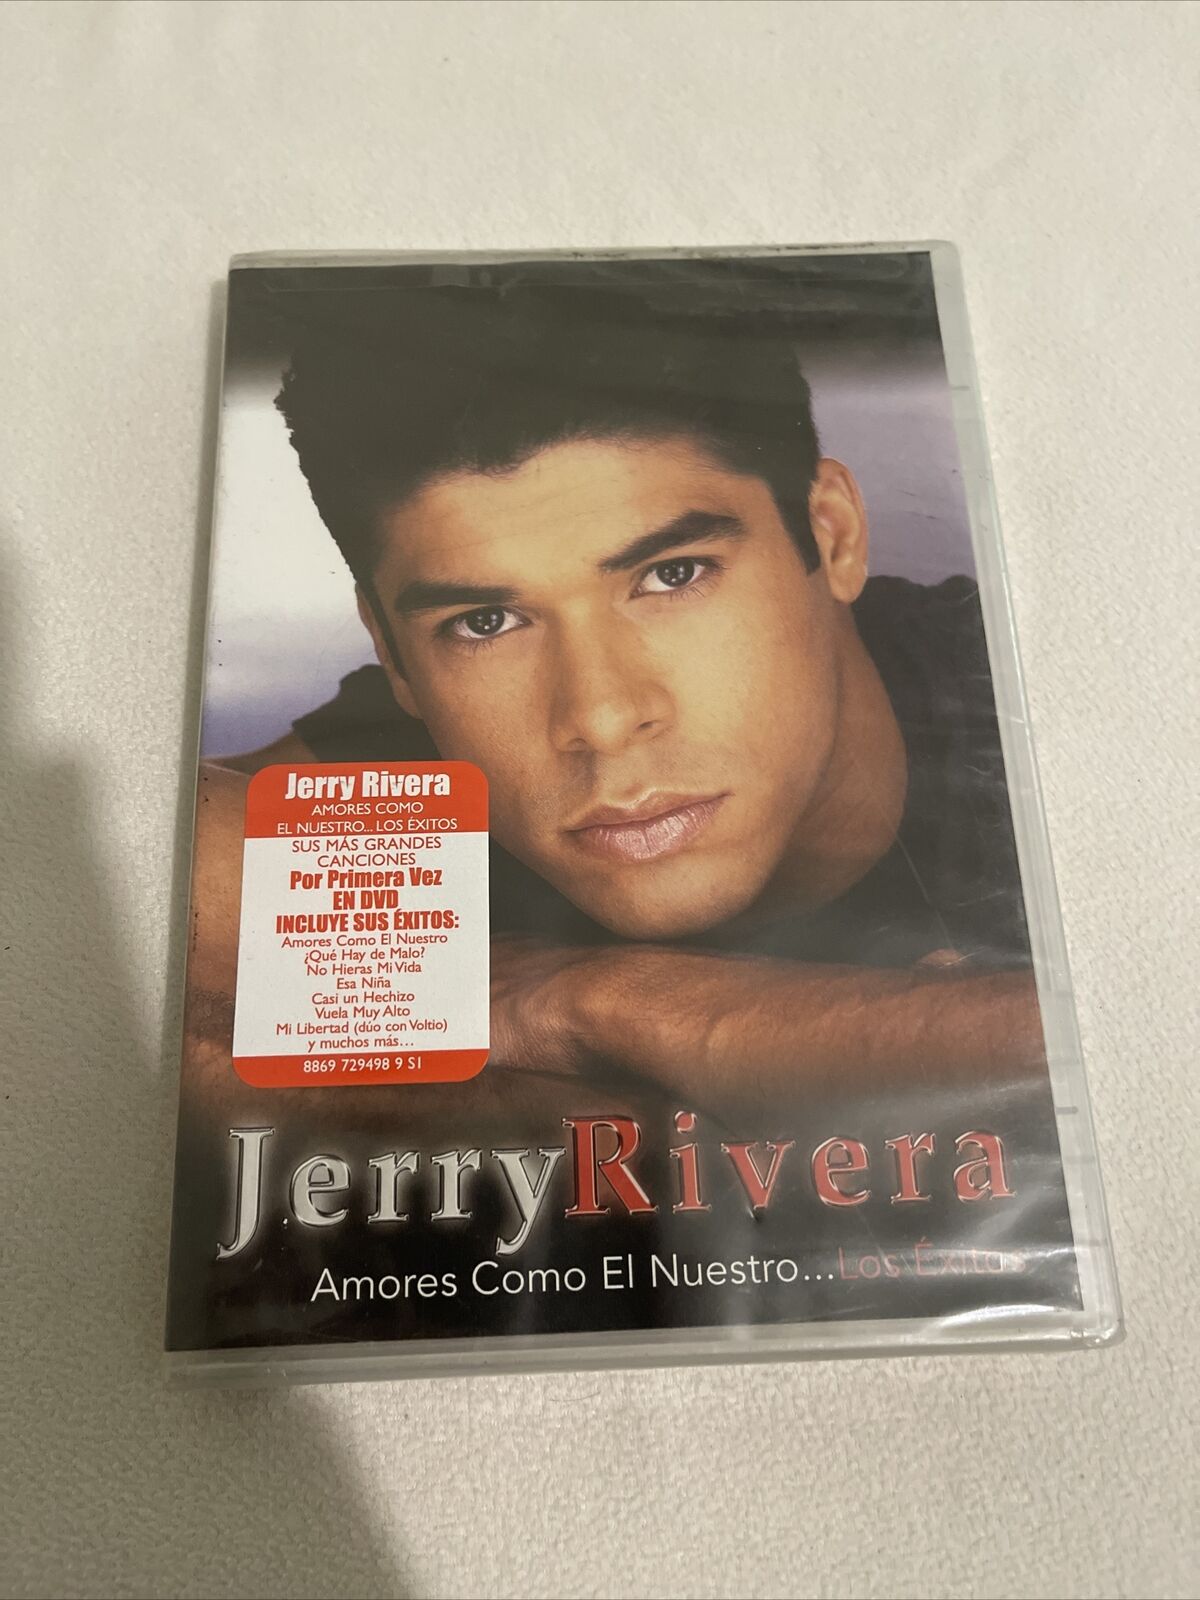 Jerry Rivera
AMORES COMO
EL NUESTRO... LOS ÉXITOS
SUS MÁS GRANDES
CANCIONES
Por Primera Vez
EN DVD
INCLUYE SUS ÉXITOS:
Amores Como El Nuestro
¿Qué Hay de Malo?
No Hieras Mi Vida
Esa Niña
Casi un Hechizo
Vuela Muy Alto
Mi Libertad (dúo con Voltio)
y muchos más...
8869 729498 9 S1
JerryRivera
Amores Como El Nuestro...Los Éxitos